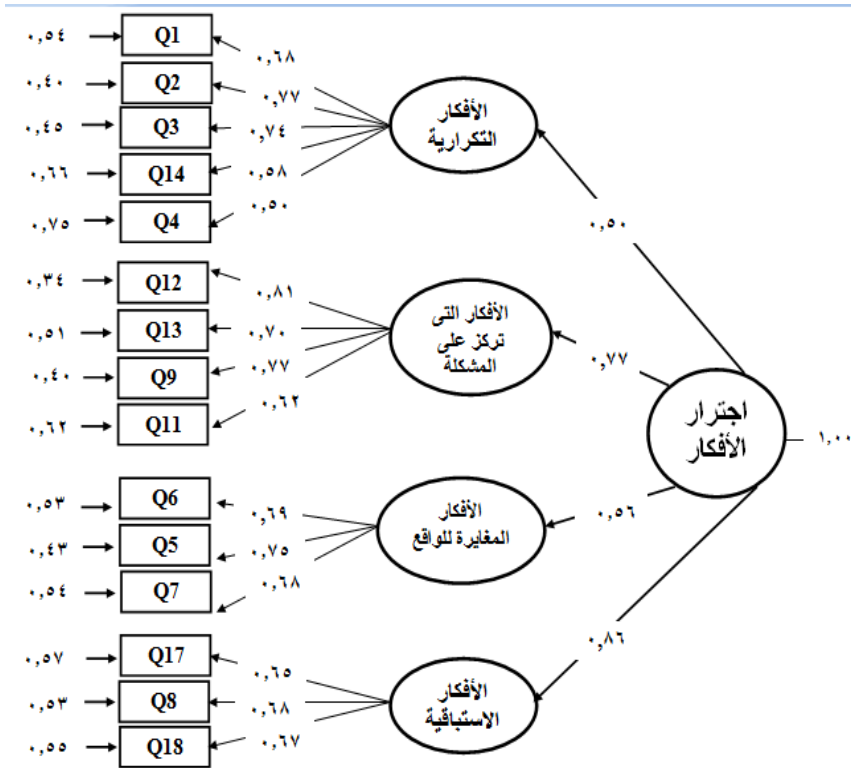 ٠,٥٤ Q1 ٠,٦٨
٠,٤٠ Q2 ٠,٧٧
٠,٤٥ Q3 ٠,٧٤
٠,٦٦ Q14 ٠,٥٨
٠,٧٥ Q4 ٠,٥٠
الأفكار
التكرارية
٠,٥٠
٠,٣٤ Q12 ٠,٨١
٠,٥١ Q13 ٠,٧٠
٠,٤٠ Q9 ٠,٧٧
٠,٦٢ Q11 ٠,٦٢
الأفكار التى
تركز على
المشكلة
٠,٧٧
اجترار
الأفكار
١,٠٠
٠,٥٣ Q6 ٠,٦٩
٠,٤٣ Q5 ٠,٧٥
٠,٥٤ Q7 ٠,٦٨
الأفكار
المغايرة للواقع
٠,٥٦
٠,٥٧ Q17 ٠,٦٥
٠,٥٣ Q8 ٠,٦٨
٠,٥٥ Q18 ٠,٦٧
الأفكار
الاستباقية
٠,٨٦